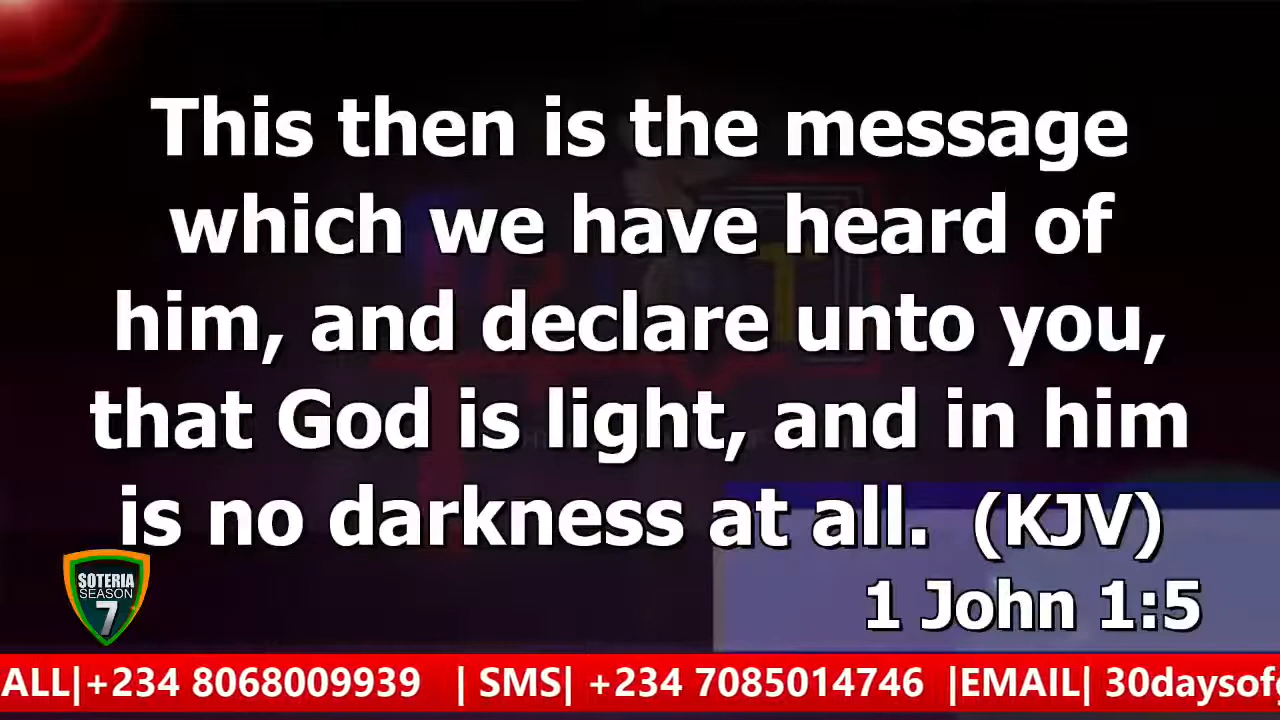 This then is the message
which we have heard of
him, and declare unto you,
that God is light, and in him
is no darkness at all. (KJV)
1 John 1:5
SOTERIA
SEASON
7
ALL|+234 8068009939 | SMS| +234 7085014746 |EMAIL| 30daysof